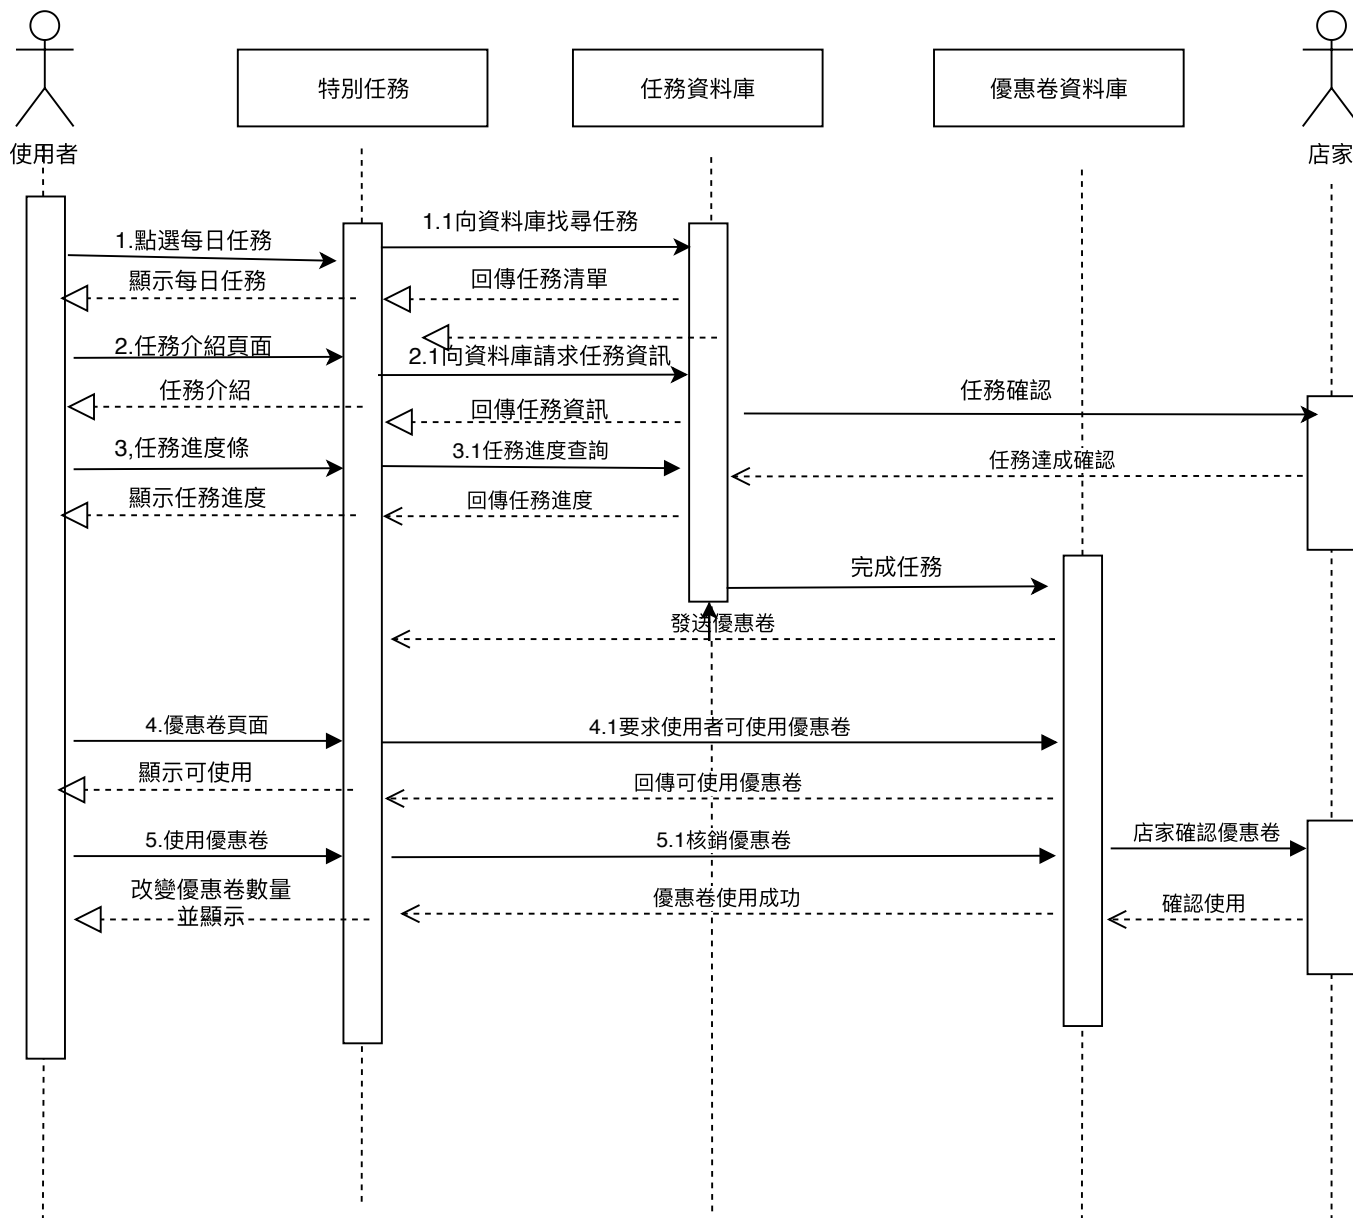 特別任務
任務資料庫
優惠卷資料庫
使用者
店家
1.點選每日任務
1.1向資料庫找尋任務
顯示每日任務
回傳任務清單
2.任務介紹頁面
2.1向資料庫請求任務資訊
任務介紹
回傳任務資訊
任務確認
3,任務進度條
3.1任務進度查詢
任務達成確認
顯示任務進度
回傳任務進度
完成任務
發送優惠卷
4.優惠卷頁面
4.1要求使用者可使用優惠卷
顯示可使用
回傳可使用優惠卷
5.使用優惠卷
5.1核銷優惠卷
店家確認優惠卷
改變優惠卷數量
並顯示
優惠卷使用成功
確認使用